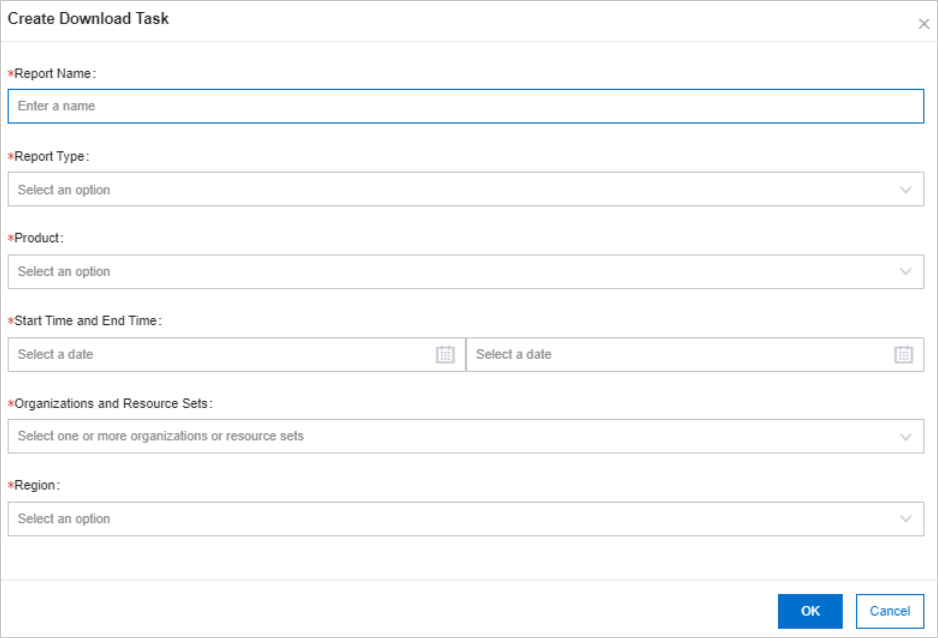 Create Download Task
*Report Name:
Enter a name
*Report Type:
Select an option
*Product:
Select an option
*Start Time and End Time:
Select a date Select a date
*Organizations and Resource Sets:
Select one or more organizations or resource sets
*Region:
Select an option
OK Cancel